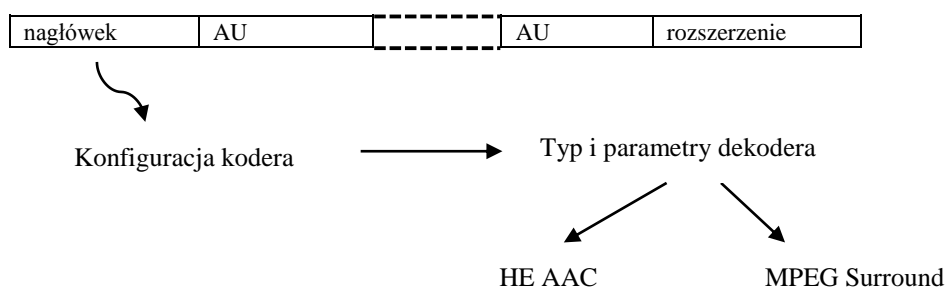 nagłówek AU AU rozszerzenie
Konfiguracja kodera Typ i parametry dekodera
HE AAC MPEG Surround